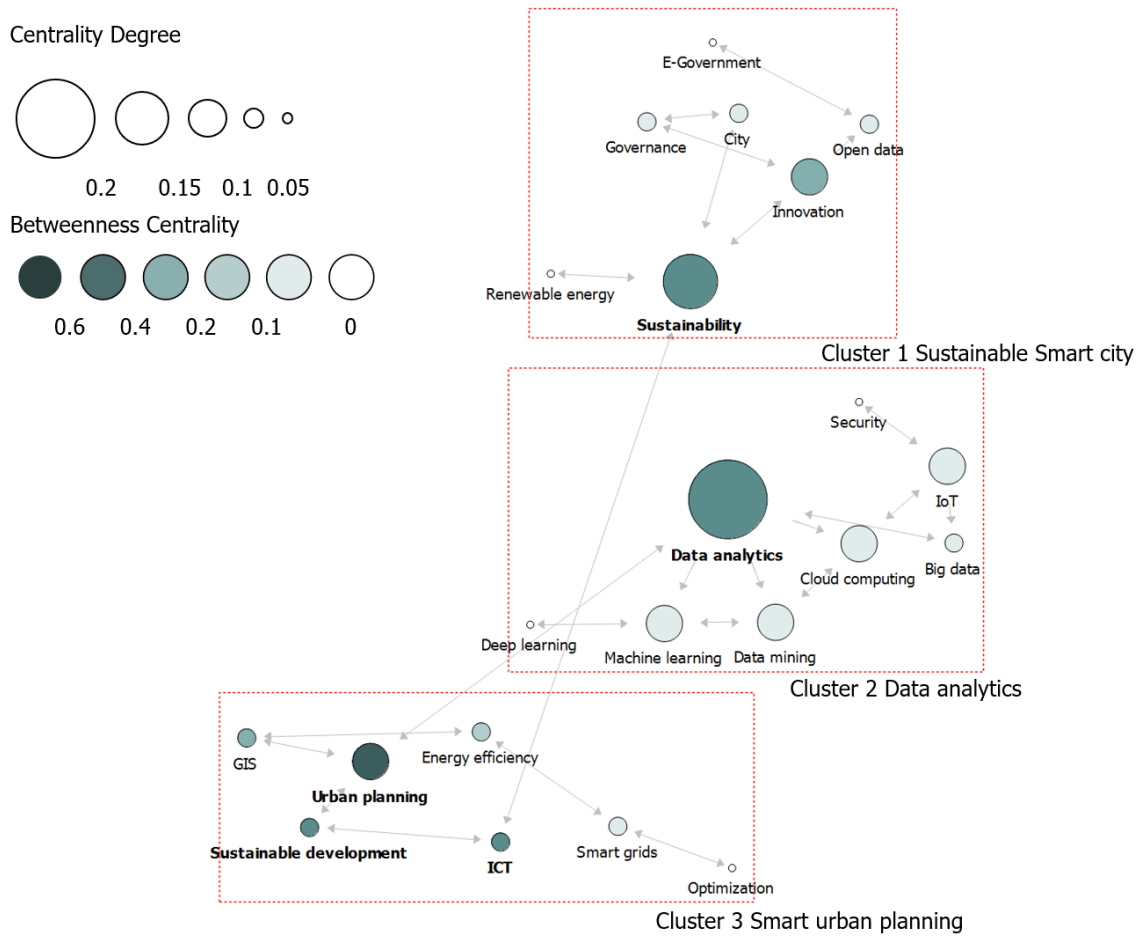 Centrality Degree
0.2 0.15 0.1 0.05
Betweenness Centrality
0.6 0.4 0.2 0.1 0
E-Government
Governance
City
Open data
Innovation
Renewable energy
Sustainability
Cluster 1 Sustainable Smart city
Security
IoT
Data analytics
Cloud computing
Big data
Deep learning
Machine learning
Data mining
Cluster 2 Data analytics
GIS
Energy efficiency
Urban planning
Sustainable development
ICT
Smart grids
Optimization
Cluster 3 Smart urban planning